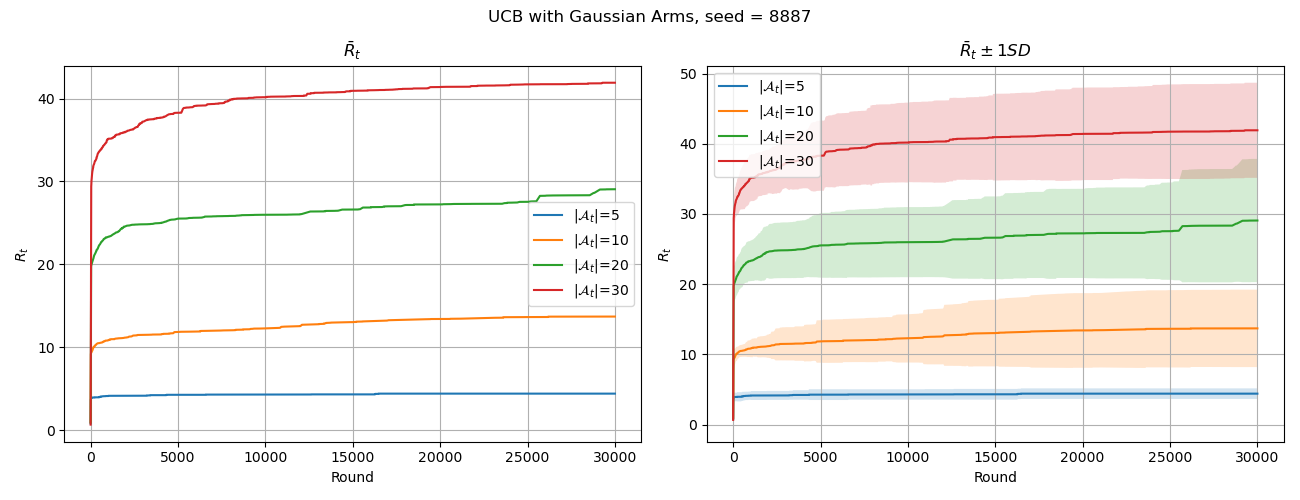 UCB with Gaussian Arms, seed = 8887
R̄ₜ
40
30
20
10
0
Rₜ
0 5000 10000 15000 20000 25000 30000
Round
|𝒜ₜ|=5
|𝒜ₜ|=10
|𝒜ₜ|=20
|𝒜ₜ|=30
R̄ₜ ± 1SD
50
40
30
20
10
0
Rₜ
0 5000 10000 15000 20000 25000 30000
Round
|𝒜ₜ|=5
|𝒜ₜ|=10
|𝒜ₜ|=20
|𝒜ₜ|=30